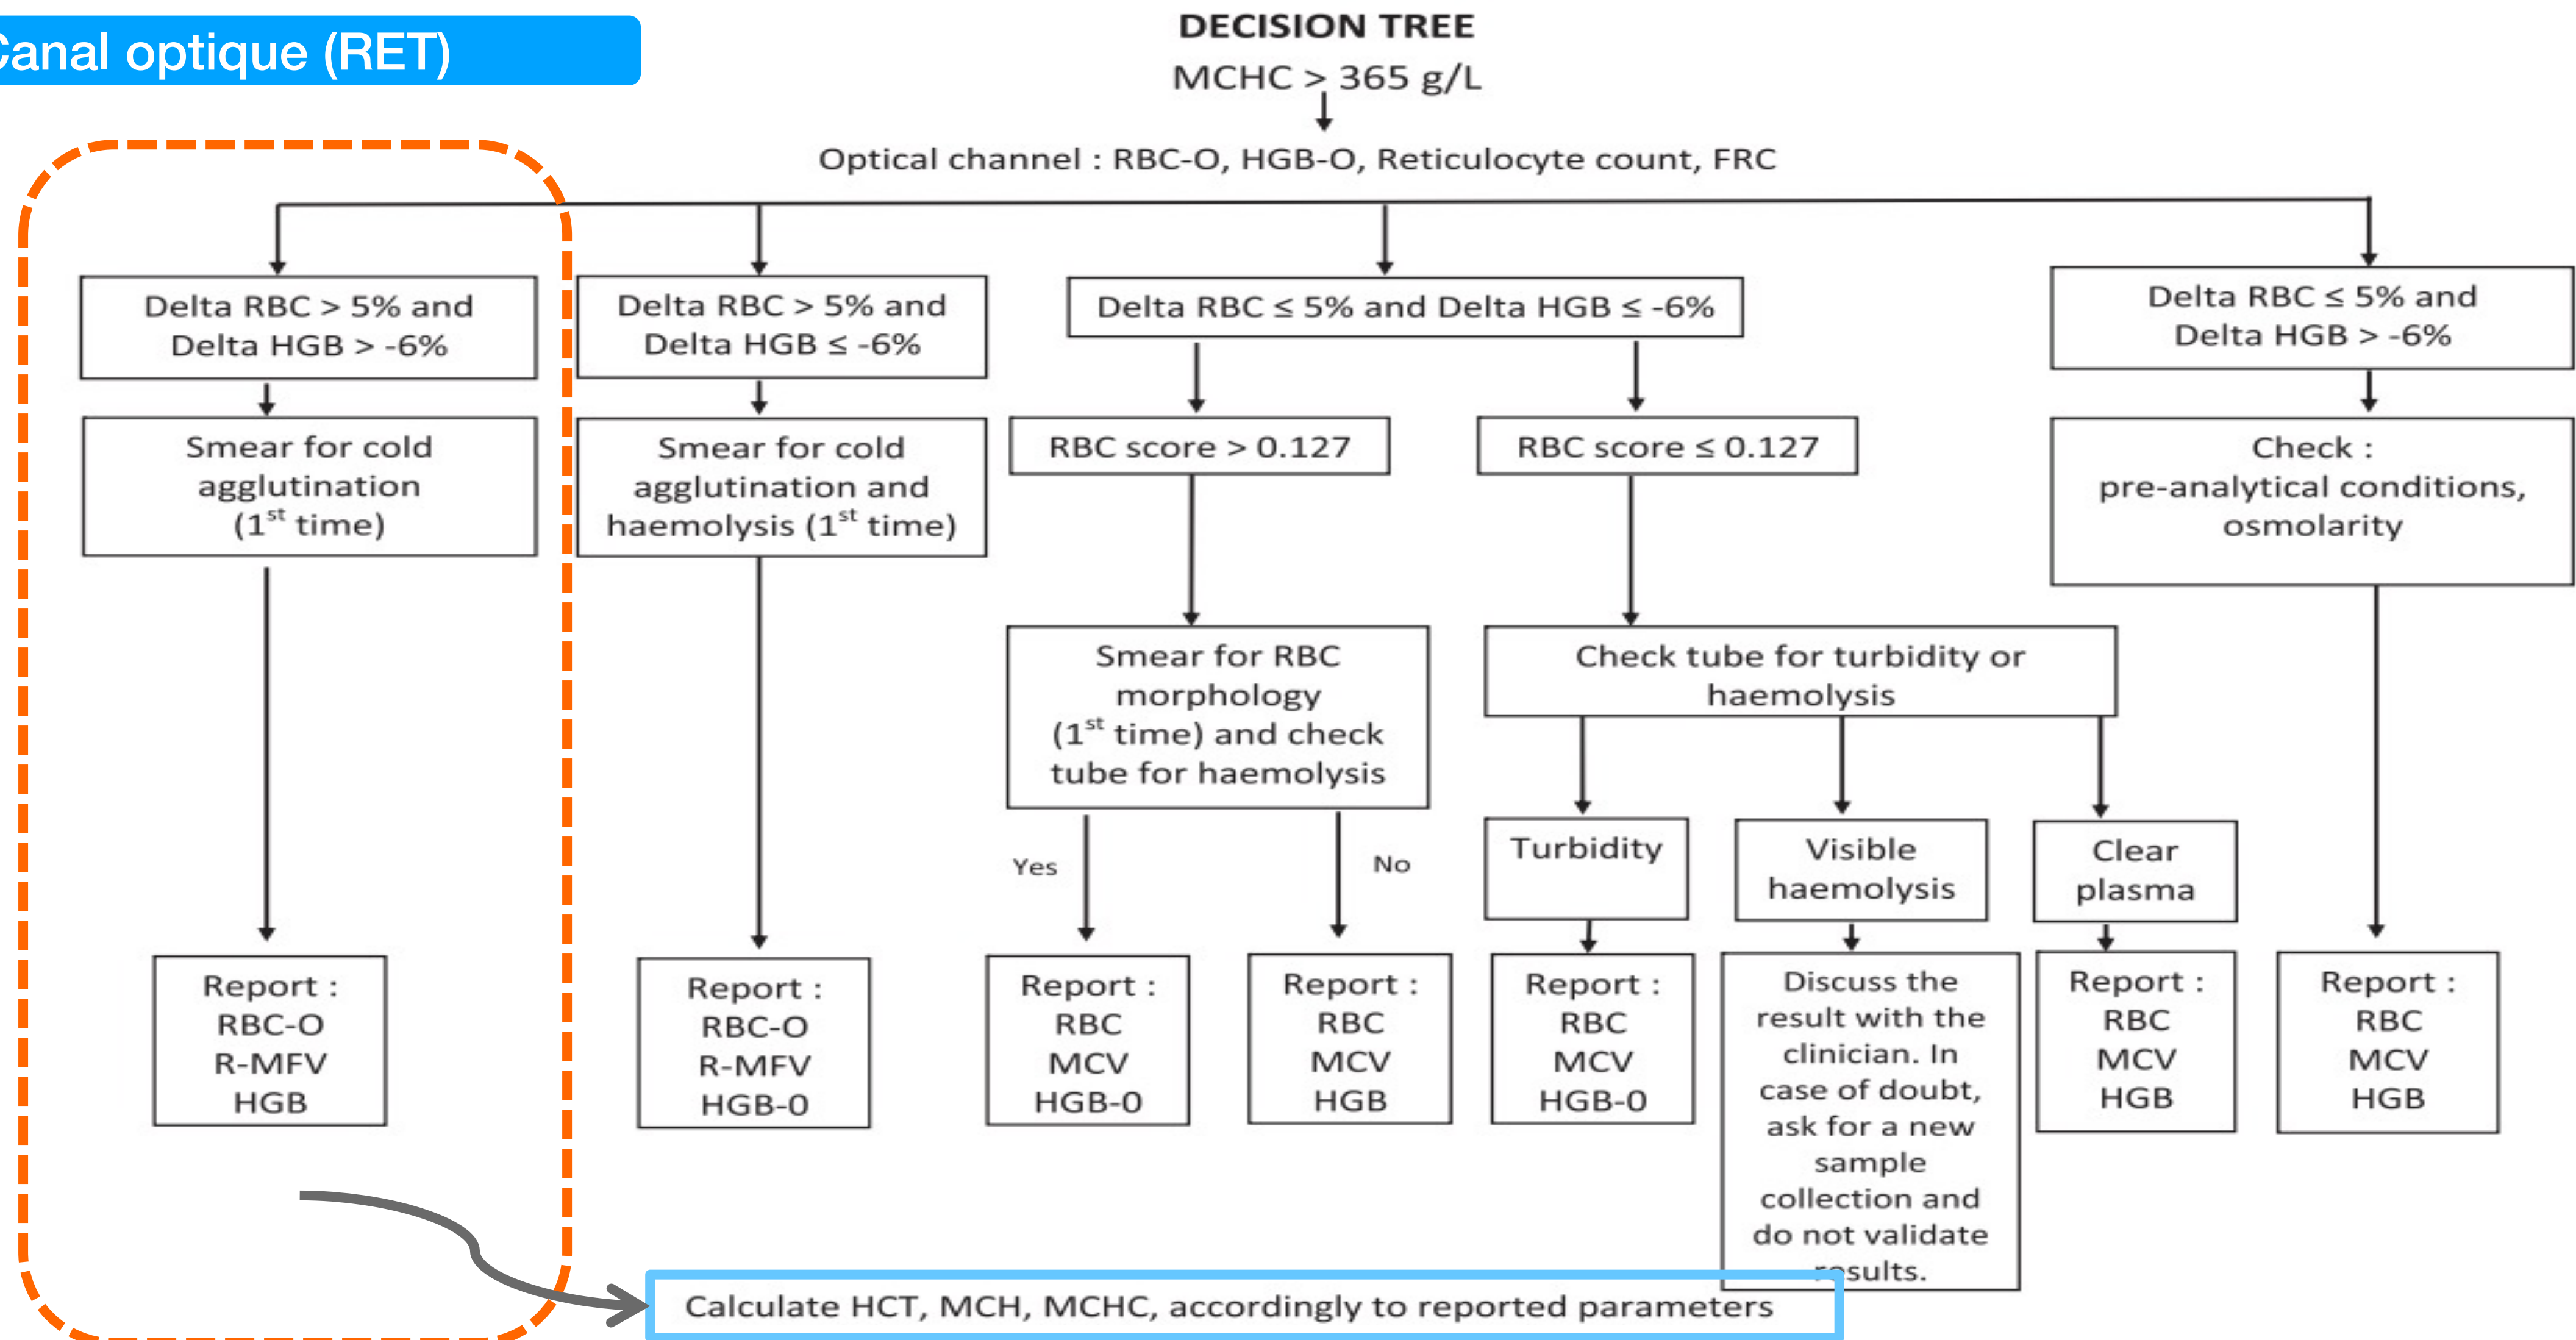 Canal optique (RET)
DECISION TREE
MCHC > 365 g/L
Optical channel : RBC-O, HGB-O, Reticulocyte count, FRC
Delta RBC > 5% and
Delta HGB > -6%
Smear for cold
agglutination
(1st time)
Report :
RBC-O
R-MFV
HGB
Delta RBC > 5% and
Delta HGB ≤ -6%
Smear for cold
agglutination and
haemolysis (1st time)
Report :
RBC-O
R-MFV
HGB-0
Delta RBC ≤ 5% and Delta HGB ≤ -6%
RBC score > 0.127
Smear for RBC
morphology
(1st time) and check
tube for haemolysis
Yes
No
Report :
RBC
MCV
HGB-0
Report :
RBC
MCV
HGB
RBC score ≤ 0.127
Check tube for turbidity or
haemolysis
Turbidity
Report :
RBC
MCV
HGB-0
Visible
haemolysis
Discuss the
result with the
clinician. In
case of doubt,
ask for a new
sample
collection and
do not validate
results.
Clear
plasma
Report :
RBC
MCV
HGB
Delta RBC ≤ 5% and
Delta HGB > -6%
Check :
pre-analytical conditions,
osmolarity
Report :
RBC
MCV
HGB
Calculate HCT, MCH, MCHC, accordingly to reported parameters